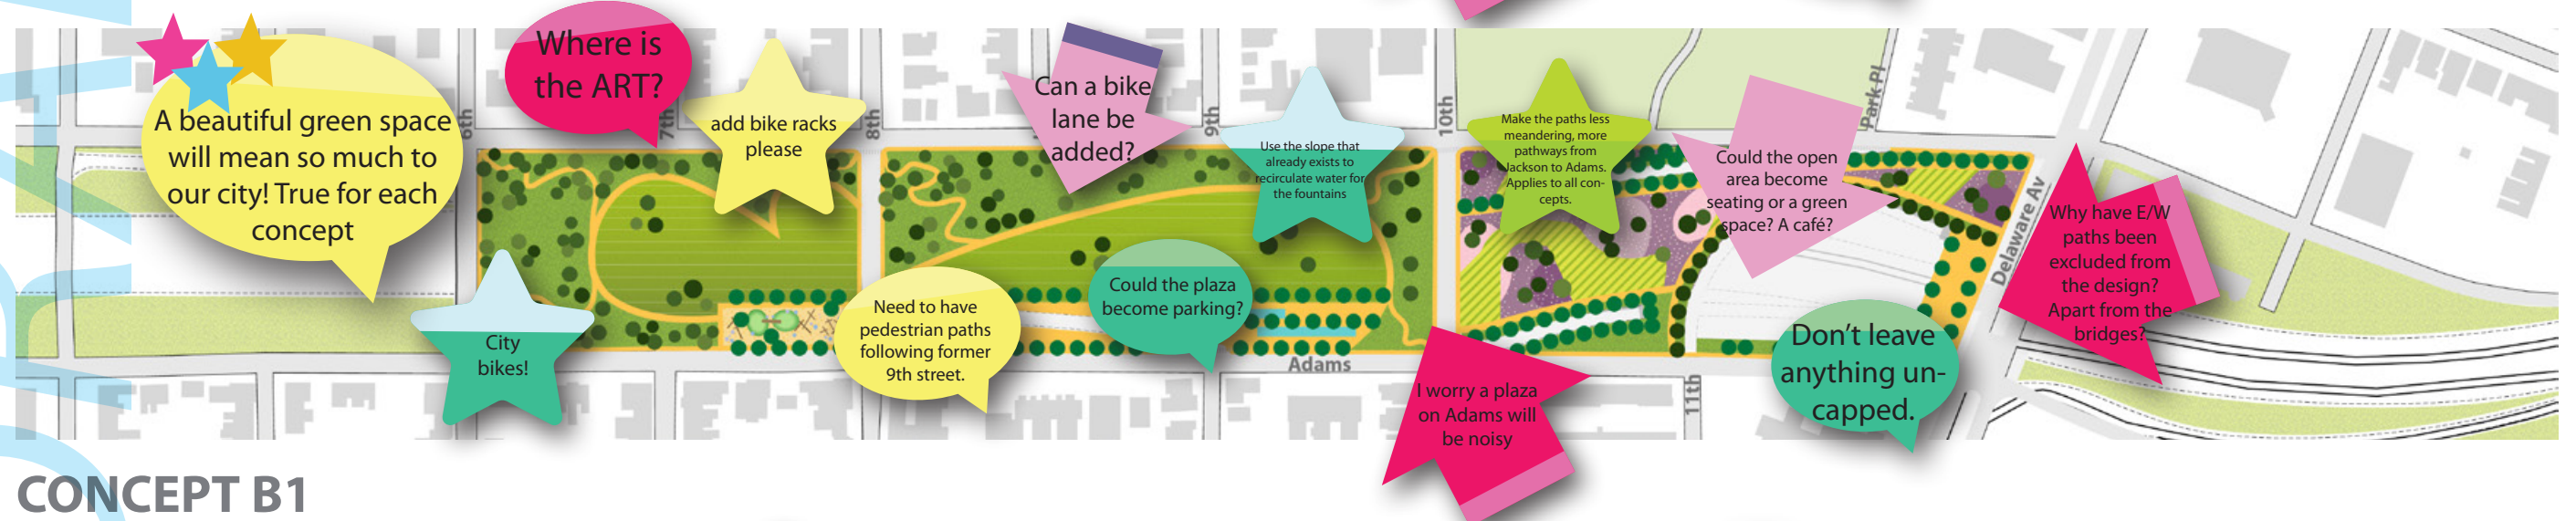 A beautiful green space
will mean so much to
our city! True for each
concept
Where is
the ART?
add bike racks
please
Can a bike
lane be
added?
Use the slope that
already exists to
recirculate water for
the fountains
Make the paths less
meandering, more
pathways from
Jackson to Adams.
Applies to all con-
cepts.
Could the open
area become
seating or a green
space? A café?
Why have E/W
paths been
excluded from
the design?
Apart from the
bridges?
City
bikes!
Need to have
pedestrian paths
following former
9th street.
Could the plaza
become parking?
I worry a plaza
on Adams will
be noisy
Don't leave
anything un-
capped.
6th
7th
8th
9th
10th
Park Pl
Delaware Av
Adams
11th
CONCEPT B1